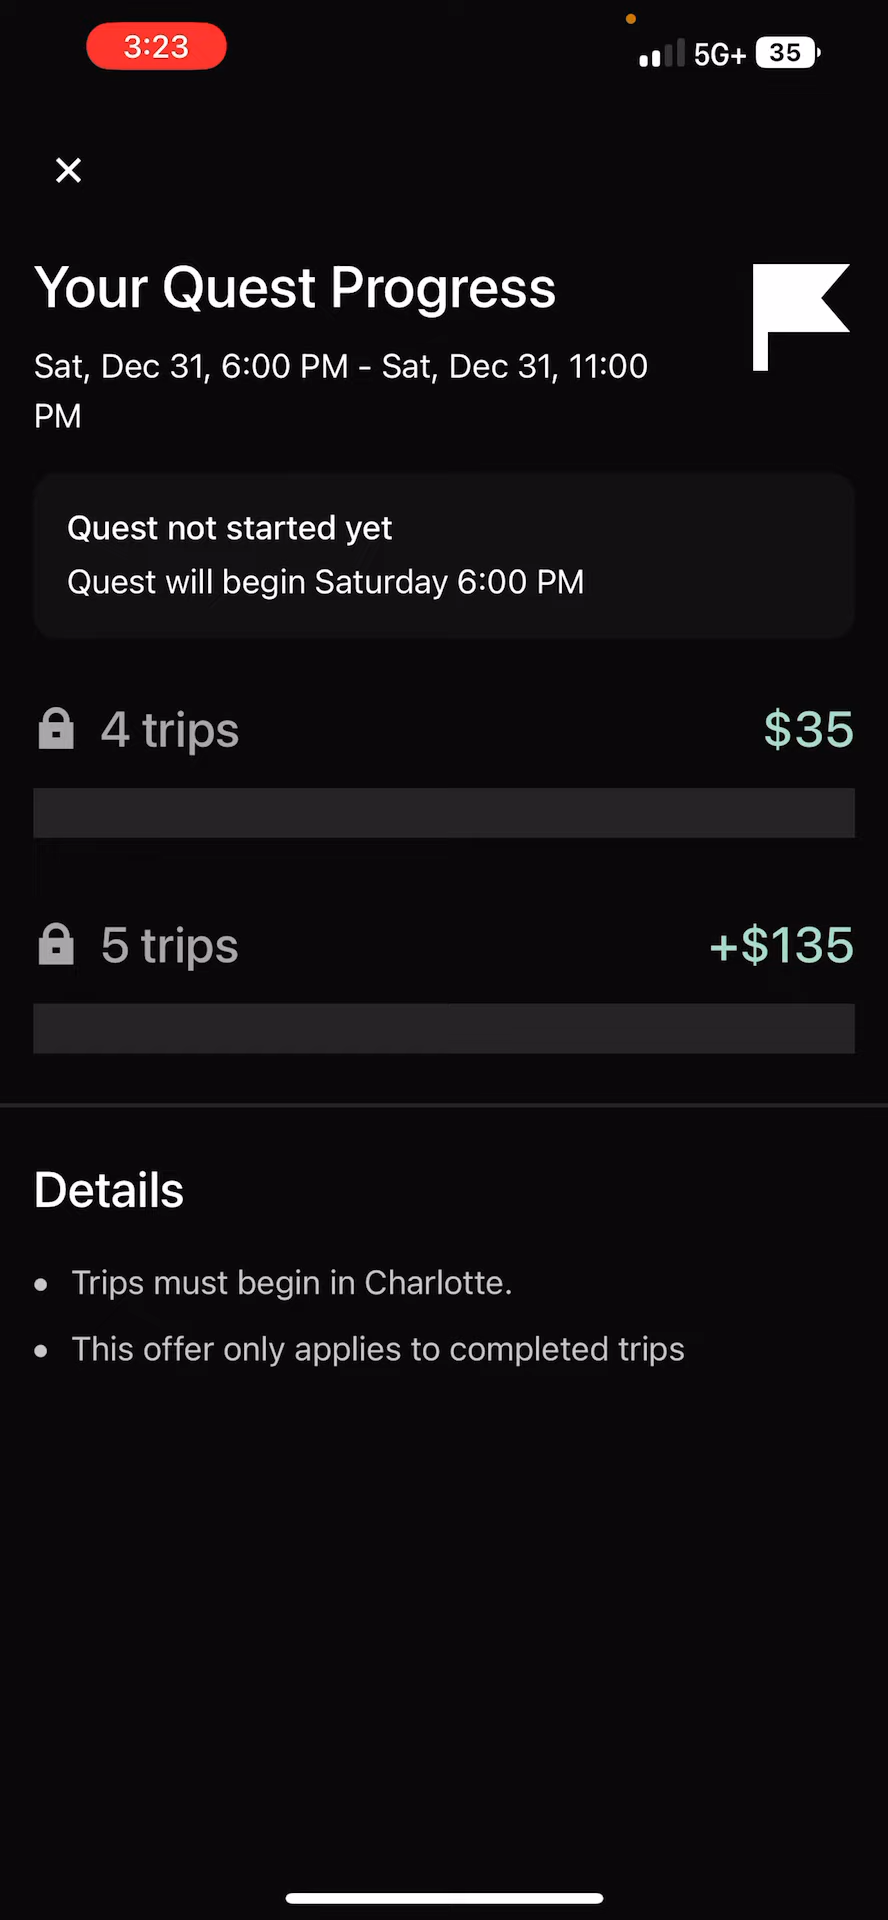 3:23
5G+ 35
Your Quest Progress
Sat, Dec 31, 6:00 PM - Sat, Dec 31, 11:00
PM
Quest not started yet
Quest will begin Saturday 6:00 PM
4 trips $35
5 trips +$135
Details
• Trips must begin in Charlotte.
• This offer only applies to completed trips